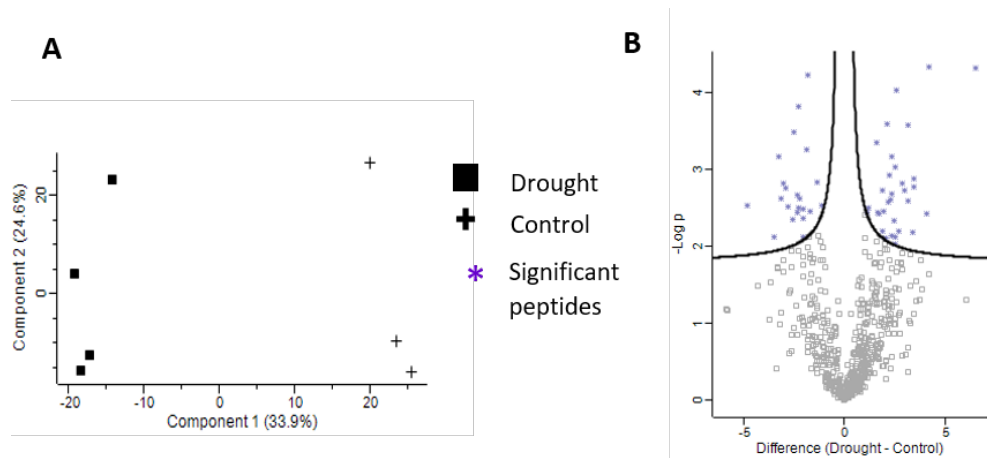 A
B
20
0
Component 2 (24.6%)
-20
-10
0
10
20
Component 1 (33.9%)
Drought
Control
Significant
peptides
4
3
2
1
0
-Log p
-5
0
5
Difference (Drought - Control)